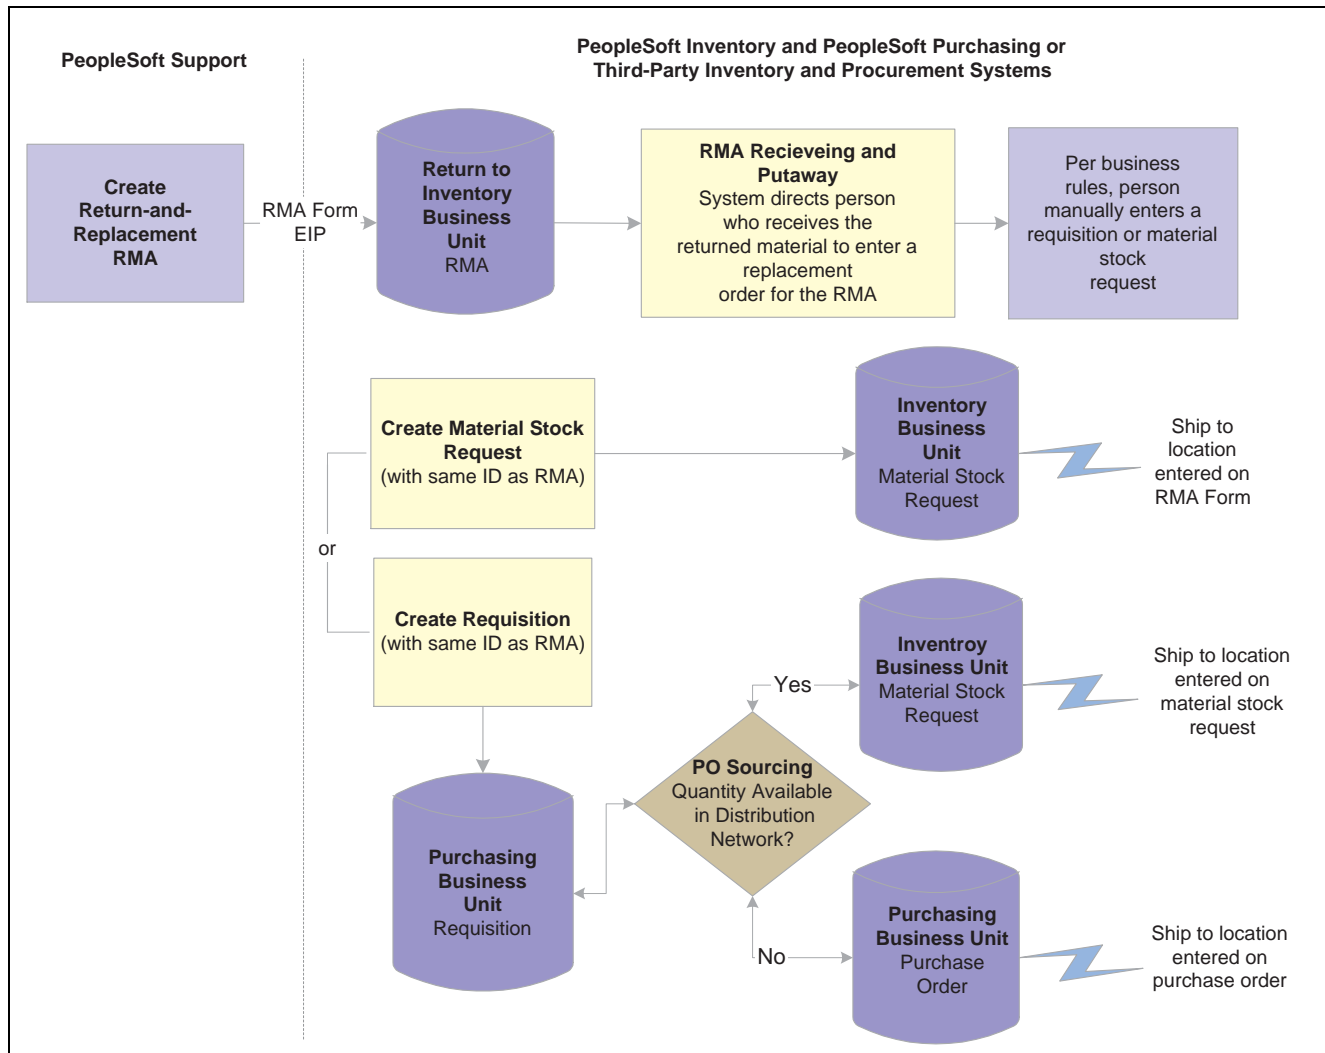 PeopleSoft Support
PeopleSoft Inventory and PeopleSoft Purchasing or
Third-Party Inventory and Procurement Systems
Create
Return-and-
Replacement
RMA
RMA Form
EIP
Return to
Inventory
Business
Unit
RMA
RMA Recieveing and
Putaway
System directs person
who receives the
returned material to enter a
replacement
order for the RMA
Per business
rules, person
manually enters a
requisition or material
stock
request
Create Material Stock
Request
(with same ID as RMA)
Inventory
Business
Unit
Material Stock
Request
Ship to
location
entered on
RMA Form
or
Create Requisition
(with same ID as RMA)
Inventroy
Business Unit
Material Stock
Request
Ship to location
entered on
material stock
request
Yes
PO Sourcing
Quantity Available
in Distribution
Network?
Purchasing
Business
Unit
Requisition
No
Purchasing
Business Unit
Purchase
Order
Ship to location
entered on
purchase order